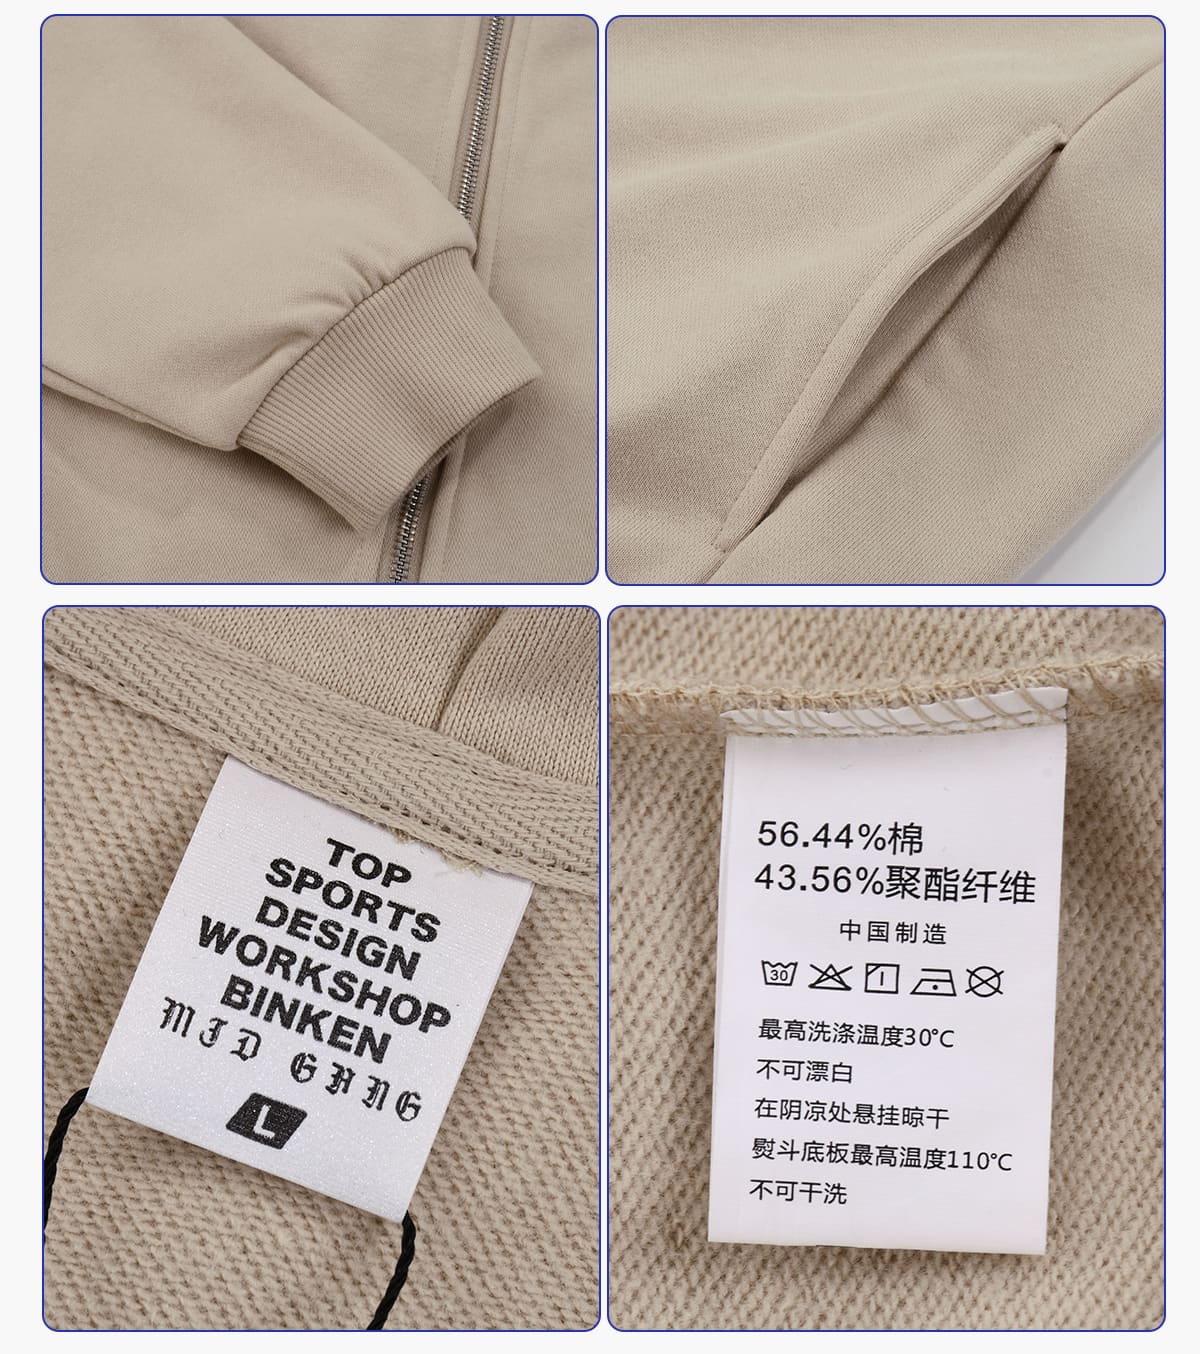 TOP
SPORTS
DESIGN
WORKSHOP
BINKEN
MID GANG
L
56.44%棉
43.56%聚酯纤维
中国制造
30
最高洗涤温度30℃
不可漂白
在阴凉处悬挂晾干
熨斗底板最高温度110℃
不可干洗